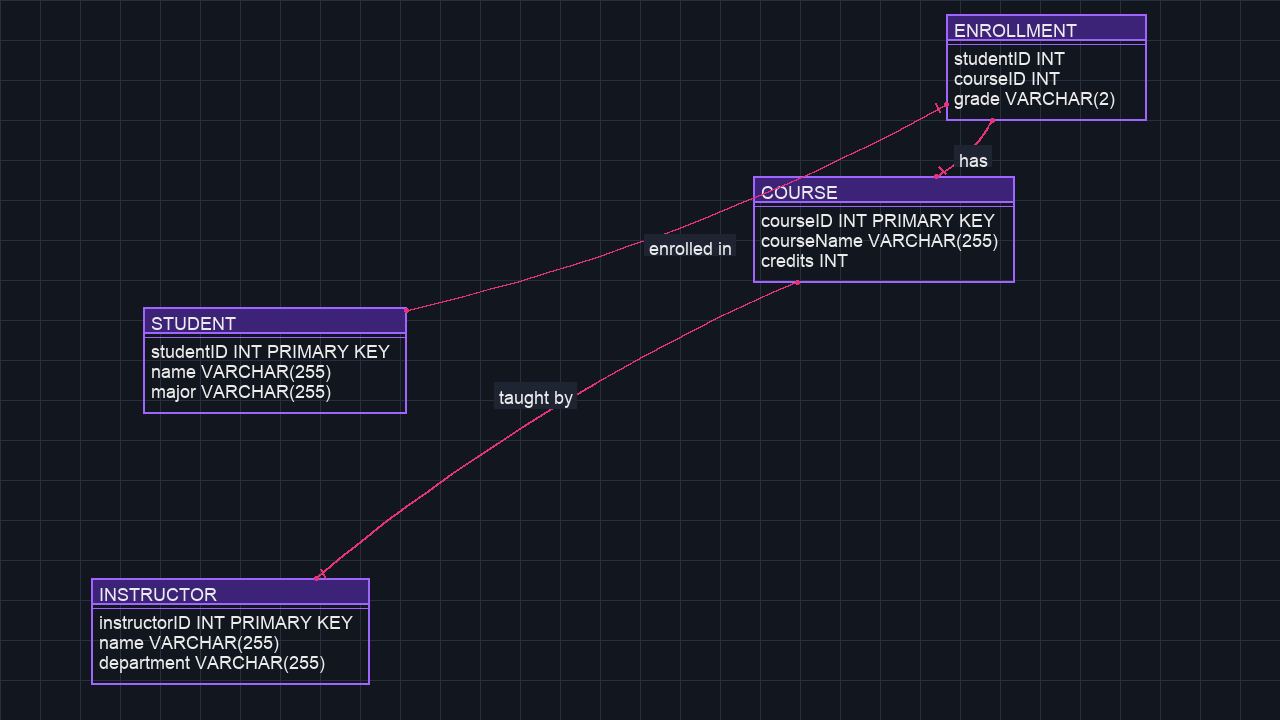 ENROLLMENT
studentID INT
courseID INT
grade VARCHAR(2)
has
COURSE
courseID INT PRIMARY KEY
courseName VARCHAR(255)
credits INT
enrolled in
STUDENT
studentID INT PRIMARY KEY
name VARCHAR(255)
major VARCHAR(255)
taught by
INSTRUCTOR
instructorID INT PRIMARY KEY
name VARCHAR(255)
department VARCHAR(255)